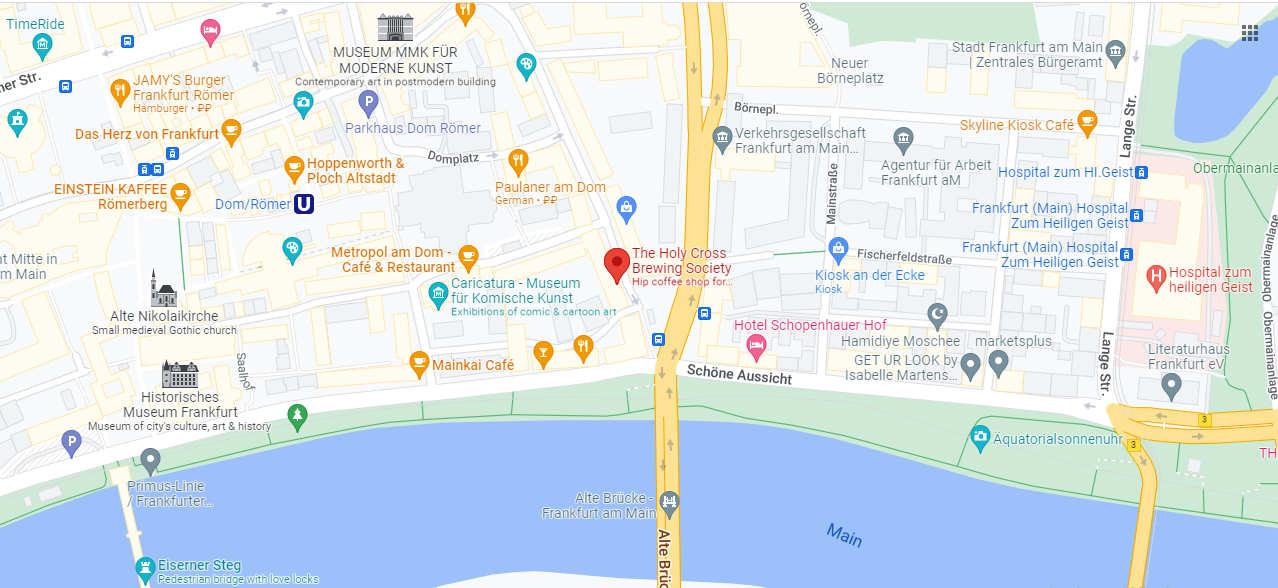 TimeRide
MUSEUM MMK FÜR
MODERNE KUNST
Contemporary art in postmodern building
Börnepl.
Neuer
Börneplatz
Stadt Frankfurt am Main
| Zentrales Bürgeramt
ner Str.
JAMY'S Burger
Frankfurt Römer
Hamburger • ₽₽
P
Parkhaus Dom Römer
Börnepl.
Skyline Kiosk Café
Lange Str.
Das Herz von Frankfurt
Verkehrsgesellschaft
Frankfurt am Main...
Agentur für Arbeit
Frankfurt aM
Hoppenworth &
Ploch Altstadt
Domplatz
Paulaner am Dom
German • ₽₽
Mainstraße
Hospital zum Hl.Geist
Obermainanla
EINSTEIN KAFFEE
Römerberg
Dom/Römer
U
Frankfurt (Main) Hospital
Zum Heiligen Geist
Obermainanlage
Metropol am Dom -
Café & Restaurant
The Holy Cross
Brewing Society
Hip coffee shop for...
Fischerfeldstraße
Frankfurt (Main) Hospital
Zum Heiligen Geist
nt Mitte in
m Main
Kiosk an der Ecke
Kiosk
H
Hospital zum
heiligen Geist
Caricatura - Museum
für Komische Kunst
Exhibitions of comic & cartoon art
Alte Nikolaikirche
Small medieval Gothic church
Hotel Schopenhauer Hof
Hamidiye Moschee
marketsplus
Obermainanlage
Saalhof
Mainkai Café
Schöne Aussicht
GET UR LOOK by
Isabelle Martens...
Lange Str.
Literaturhaus
Frankfurt eV
Historisches
Museum Frankfurt
Museum of city's culture, art & history
P
Äquatorialsonnenuhr
3
3
TH
Primus-Linie
/ Frankfurter...
Alte Brücke -
Frankfurt am Main
Main
Alte Brüc
Eiserner Steg
Pedestrian bridge with love locks